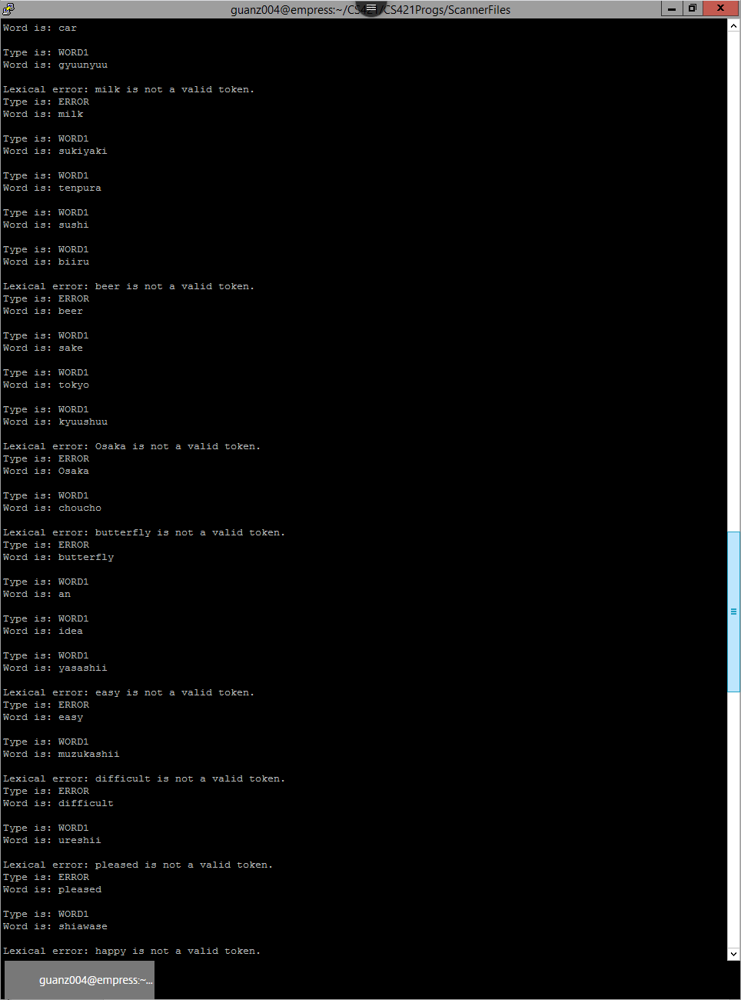 guanz004@empress:~/CS421/CS421Progs/ScannerFiles
Word is: car
Type is: WORD1
Word is: gyuunyuu
Lexical error: milk is not a valid token.
Type is: ERROR
Word is: milk
Type is: WORD1
Word is: sukiyaki
Type is: WORD1
Word is: tenpura
Type is: WORD1
Word is: sushi
Type is: WORD1
Word is: biiru
Lexical error: beer is not a valid token.
Type is: ERROR
Word is: beer
Type is: WORD1
Word is: sake
Type is: WORD1
Word is: tokyo
Type is: WORD1
Word is: kyuushuu
Lexical error: Osaka is not a valid token.
Type is: ERROR
Word is: Osaka
Type is: WORD1
Word is: choucho
Lexical error: butterfly is not a valid token.
Type is: ERROR
Word is: butterfly
Type is: WORD1
Word is: an
Type is: WORD1
Word is: idea
Type is: WORD1
Word is: yasashii
Lexical error: easy is not a valid token.
Type is: ERROR
Word is: easy
Type is: WORD1
Word is: muzukashii
Lexical error: difficult is not a valid token.
Type is: ERROR
Word is: difficult
Type is: WORD1
Word is: ureshii
Lexical error: pleased is not a valid token.
Type is: ERROR
Word is: pleased
Type is: WORD1
Word is: shiawase
Lexical error: happy is not a valid token.
guanz004@empress:~...